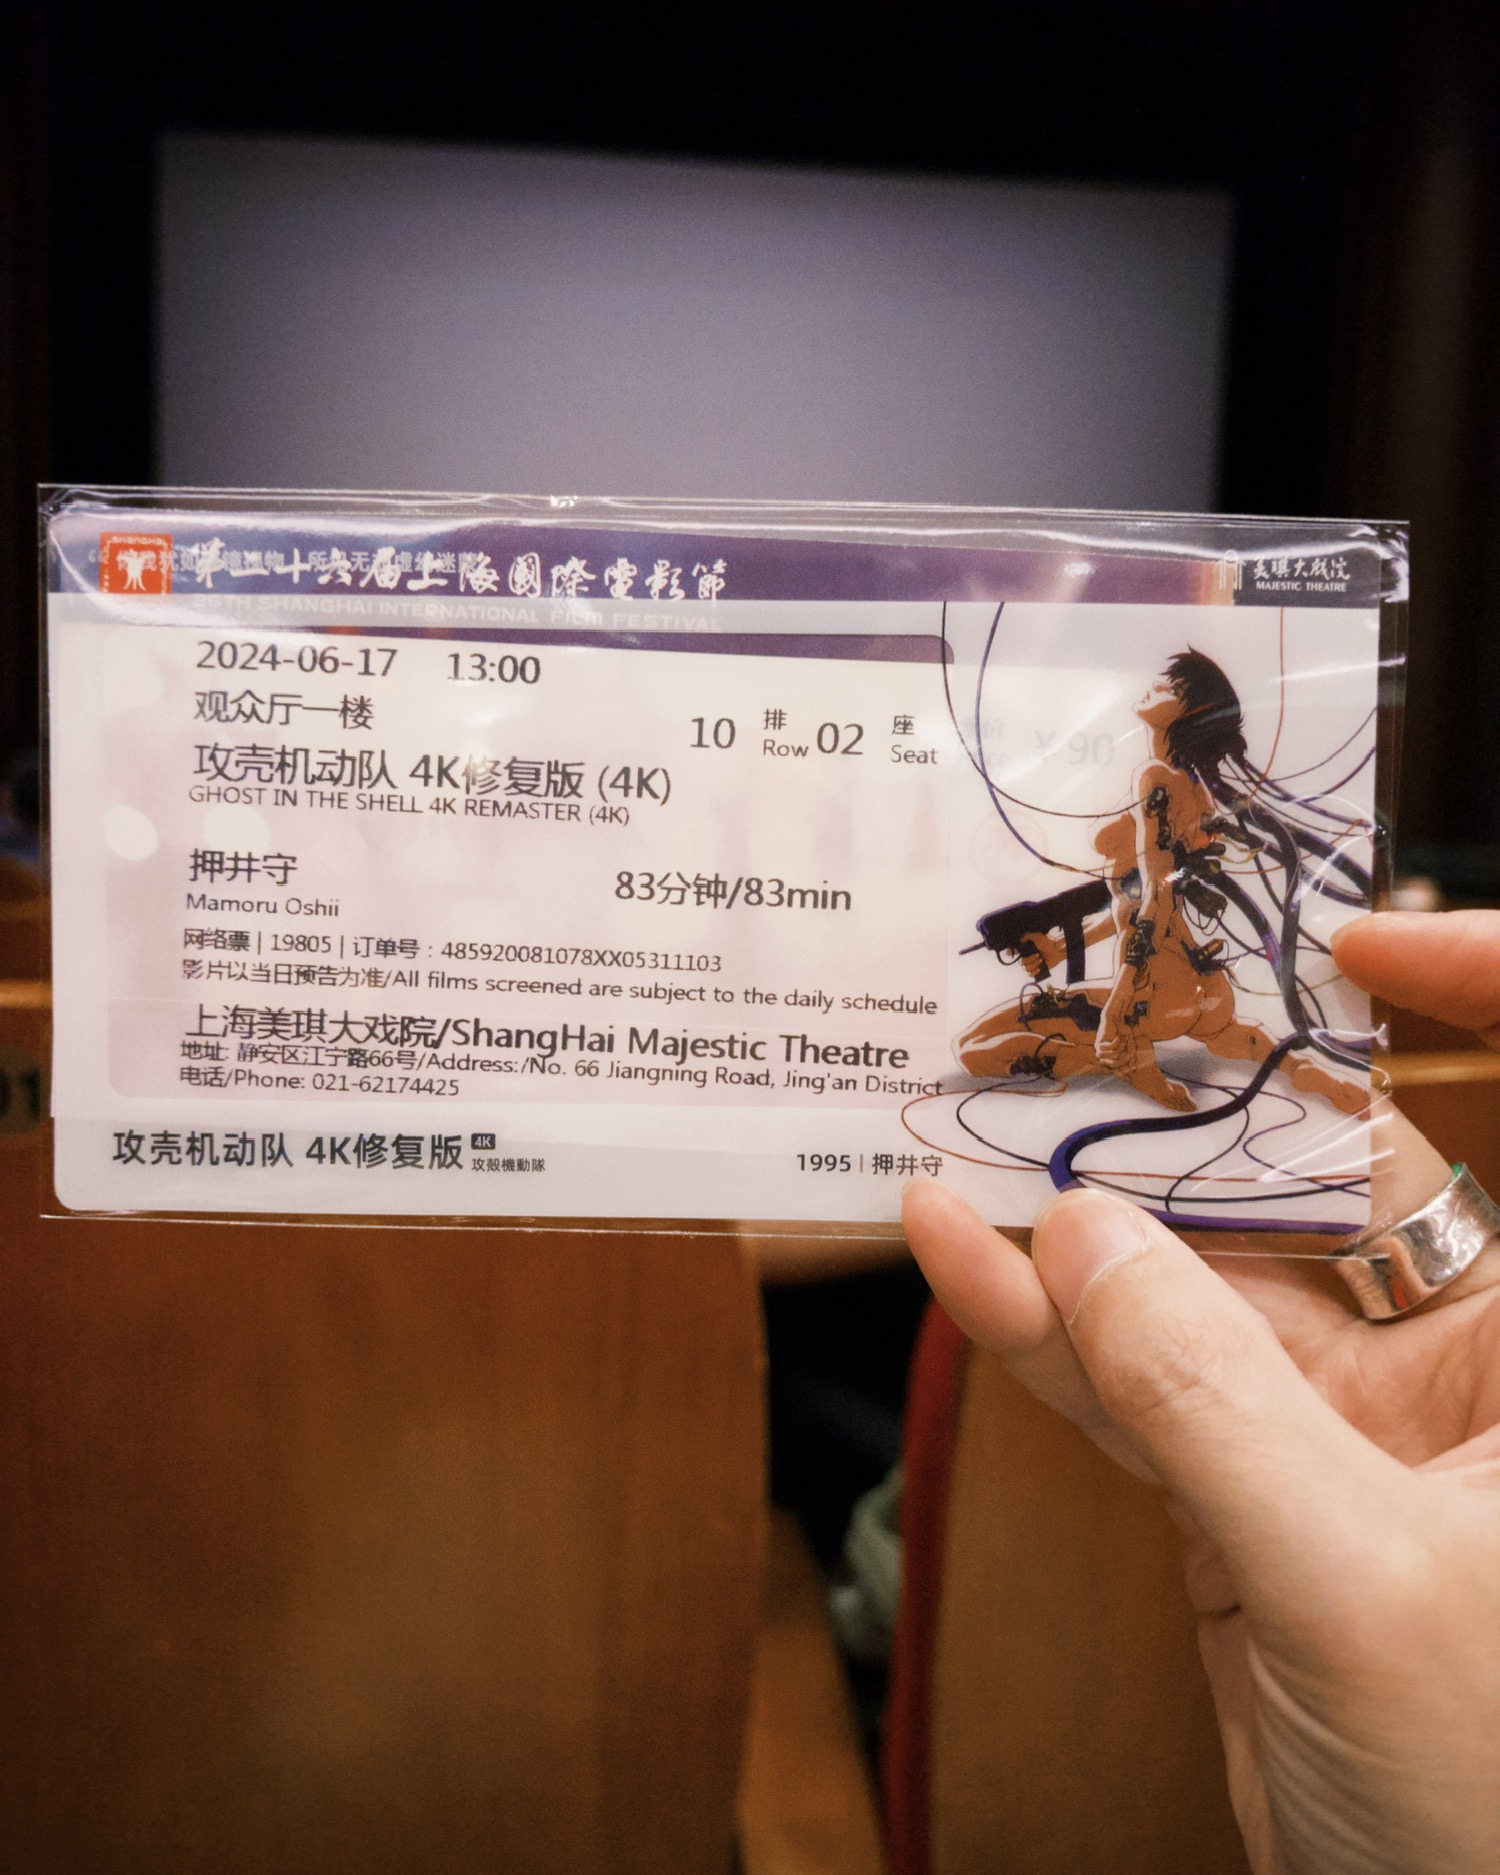 SHANGHAI
第二十六届上海國際電影節
26TH SHANGHAI INTERNATIONAL FILM FESTIVAL
美琪大戏院
MAJESTIC THEATRE
2024-06-17 13:00
观众厅一楼
10 排 Row 02 座 Seat
¥90
攻壳机动队 4K修复版 (4K)
GHOST IN THE SHELL 4K REMASTER (4K)
押井守
Mamoru Oshii
83分钟/83min
网络票 | 19805 | 订单号 : 485920081078XX05311103
影片以当日预告为准/All films screened are subject to the daily schedule
上海美琪大戏院/ShangHai Majestic Theatre
地址: 静安区江宁路66号/Address:/No. 66 Jiangning Road, Jing'an District
电话/Phone: 021-62174425
攻壳机动队 4K修复版 4K
攻殻機動隊
1995 | 押井守